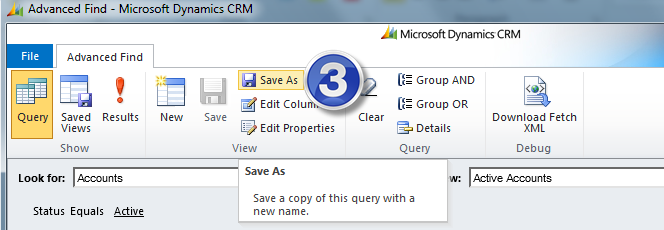 Advanced Find - Microsoft Dynamics CRM
Microsoft Dynamics CRM
File Advanced Find
Save As 3 Group AND
Edit Colum Group OR
Query Saved Views Results New Save Edit Properties Clear Details Download Fetch XML
Show View Query Debug
Look for: Accounts w: Active Accounts
Save As
Save a copy of this query with a
new name.
Status Equals Active